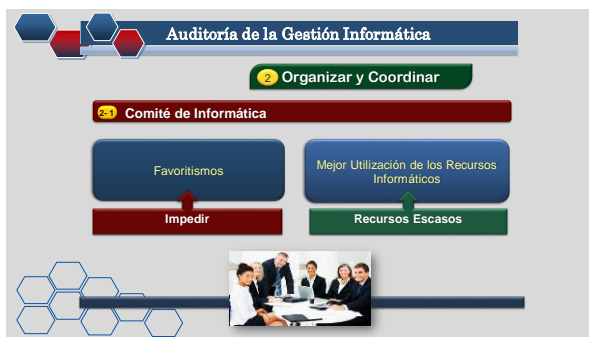 Auditoría de la Gestión Informática
2 Organizar y Coordinar
2- 1 Comité de Informática
Favoritismos
Mejor Utilización de los Recursos
Informáticos
Impedir
Recursos Escasos